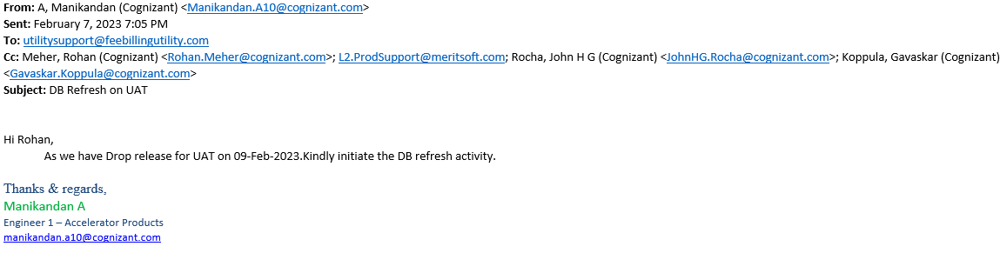 From: A, Manikandan (Cognizant) <Manikandan.A10@cognizant.com>
Sent: February 7, 2023 7:05 PM
To: utilitysupport@feebillingutility.com
Cc: Meher, Rohan (Cognizant) <Rohan.Meher@cognizant.com>; L2.ProdSupport@meritsoft.com; Rocha, John H G (Cognizant) <JohnHG.Rocha@cognizant.com>; Koppula, Gavaskar (Cognizant)
<Gavaskar.Koppula@cognizant.com>
Subject: DB Refresh on UAT
Hi Rohan,
As we have Drop release for UAT on 09-Feb-2023.Kindly initiate the DB refresh activity.
Thanks & regards,
Manikandan A
Engineer 1 – Accelerator Products
manikandan.a10@cognizant.com